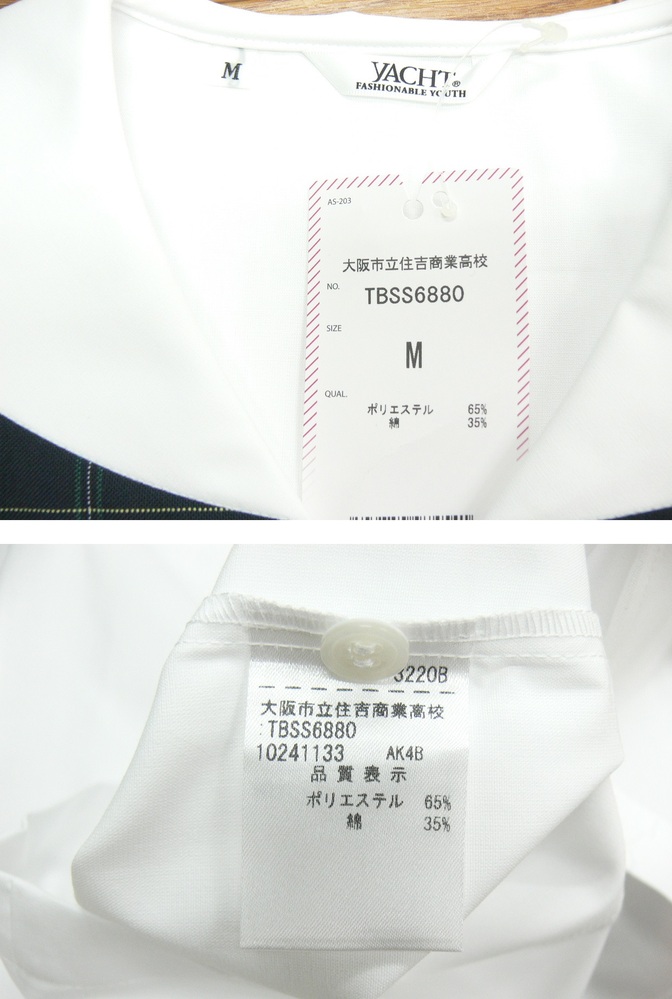 M
YACHT®
FASHIONABLE YOUTH
AS-203
大阪市立住吉商業高校
NO.
TBSS6880
SIZE
M
QUAL.
ポリエステル 65%
綿 35%
3220B
大阪市立住吉商業高校
:TBSS6880
10241133 AK4B
品質表示
ポリエステル 65%
綿 35%